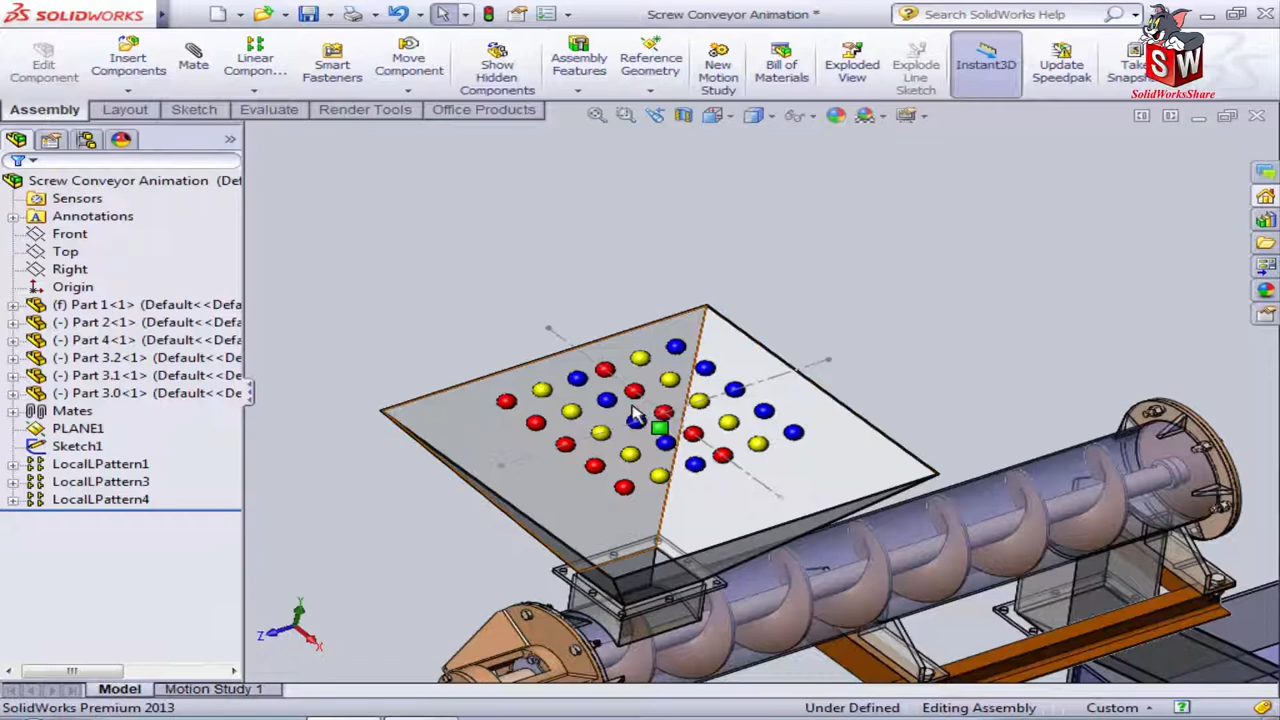 SOLIDWORKS
Screw Conveyor Animation *
Search SolidWorks Help
SW
SolidWorksShare
Edit Component
Insert Components
Mate
Linear Compon...
Smart Fasteners
Move Component
Show Hidden Components
Assembly Features
Reference Geometry
New Motion Study
Bill of Materials
Exploded View
Explode Line Sketch
Instant3D
Update Speedpak
Assembly Layout Sketch Evaluate Render Tools Office Products
Screw Conveyor Animation (Def
Sensors
A Annotations
Front
Top
Right
Origin
(f) Part 1<1> (Default<<Defa
(-) Part 2<1> (Default<<Defa
(-) Part 4<1> (Default<<Defa
(-) Part 3.2<1> (Default<<De
(-) Part 3.1<1> (Default<<De
(-) Part 3.0<1> (Default<<De
Mates
PLANE1
Sketch1
LocalLPattern1
LocalLPattern3
LocalLPattern4
Y
Z
X
Model Motion Study 1
SolidWorks Premium 2013 Under Defined Editing Assembly Custom